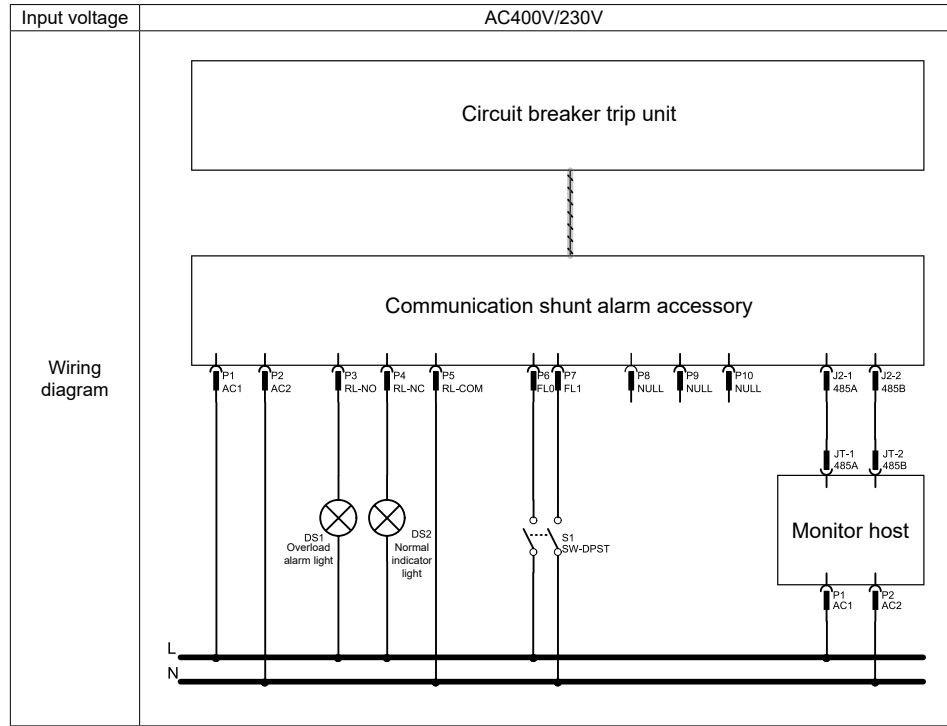 Input voltage
AC400V/230V
Wiring
diagram
Circuit breaker trip unit
Communication shunt alarm accessory
P1
AC1
P2
AC2
P3
RL-NO
P4
RL-NC
P5
RL-COM
P6
FL0
P7
FL1
P8
NULL
P9
NULL
P10
NULL
J2-1
485A
J2-2
485B
JT-1
485A
JT-2
485B
DS1
Overload
alarm light
DS2
Normal
indicator
light
S1
SW-DPST
Monitor host
P1
AC1
P2
AC2
L
N